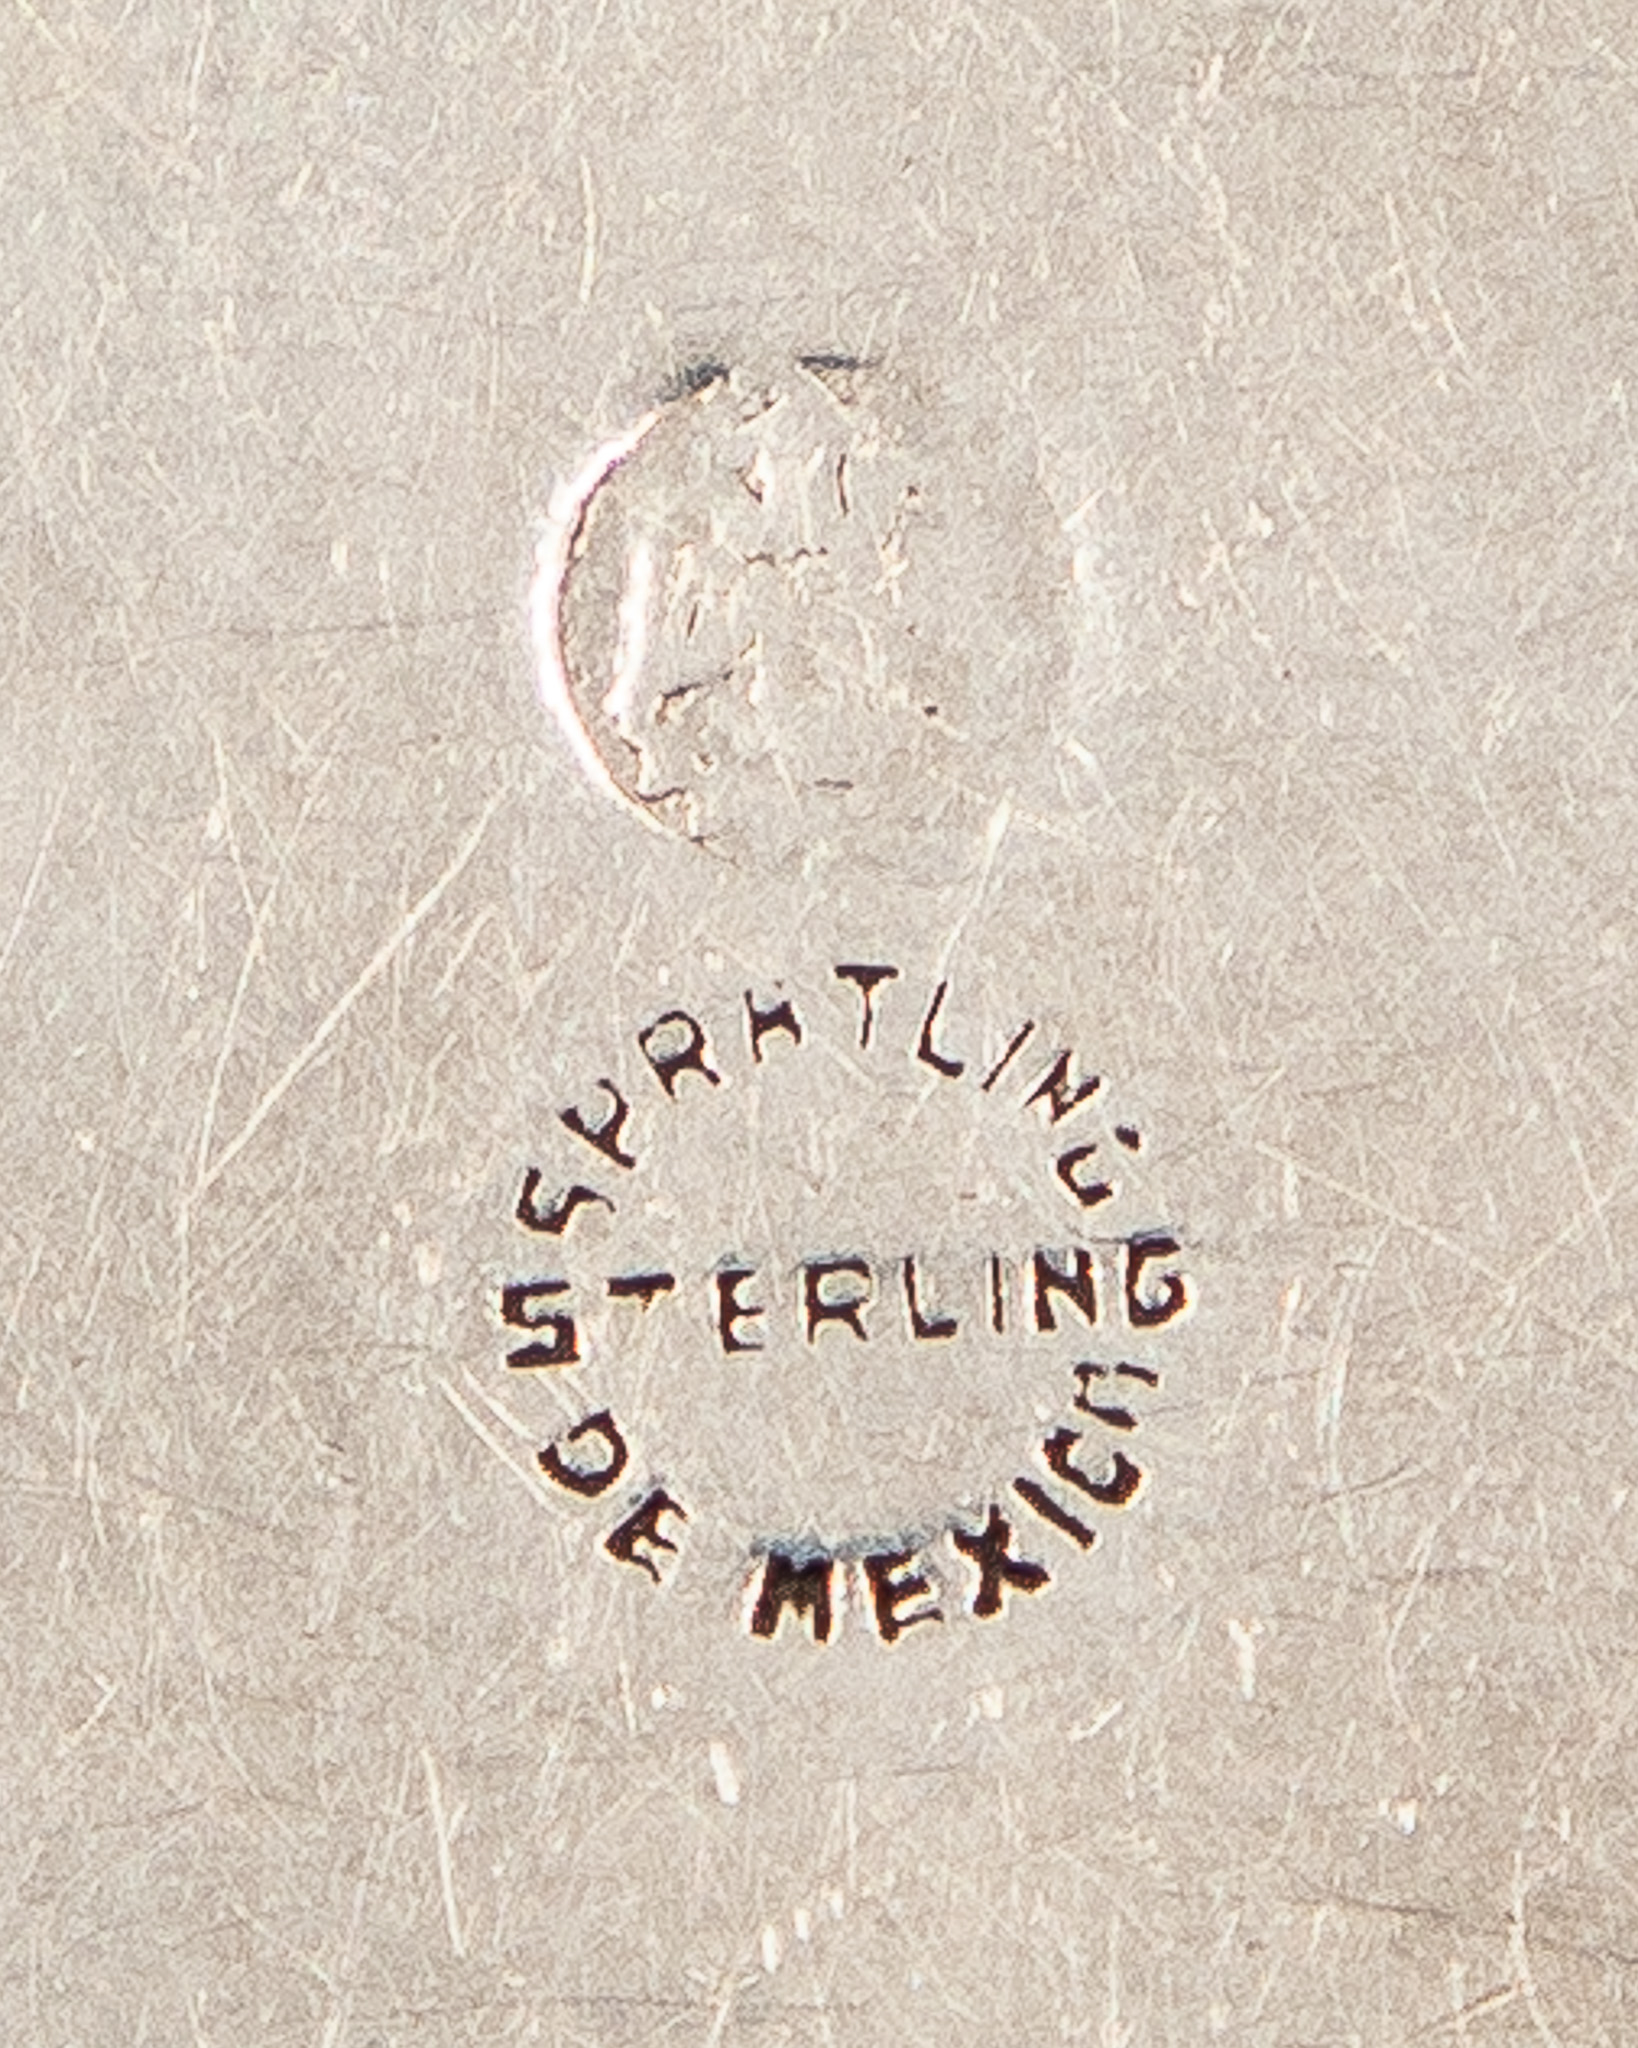 SPRATLING
STERLING
DE MEXICO